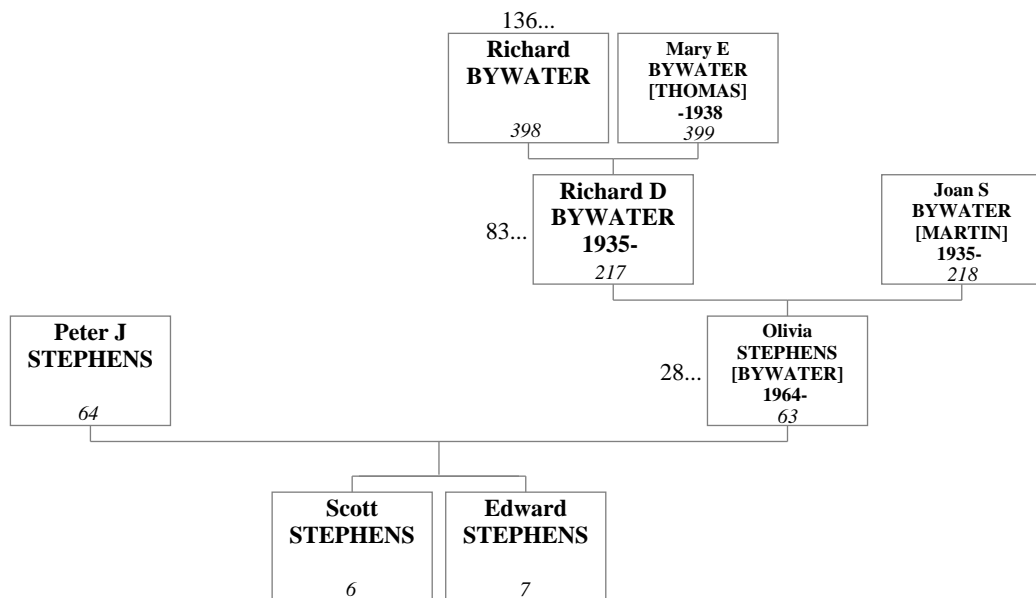 136...
Richard
BYWATER
398
Mary E
BYWATER
[THOMAS]
-1938
399
83...
Richard D
BYWATER
1935-
217
Joan S
BYWATER
[MARTIN]
1935-
218
Peter J
STEPHENS
64
28...
Olivia
STEPHENS
[BYWATER]
1964-
63
Scott
STEPHENS
6
Edward
STEPHENS
7